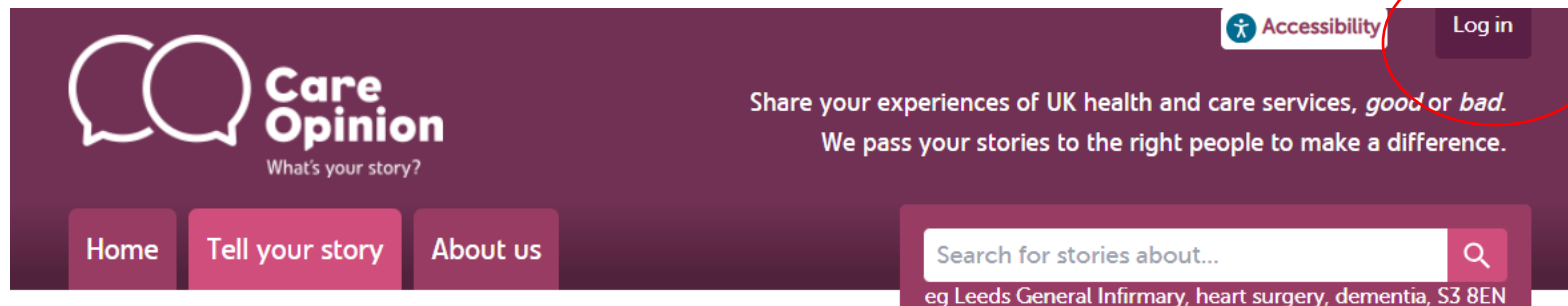 Accessibility
Log in
Care
Opinion
What's your story?
Share your experiences of UK health and care services, good or bad.
We pass your stories to the right people to make a difference.
Home
Tell your story
About us
Search for stories about...
eg Leeds General Infirmary, heart surgery, dementia, S3 8EN